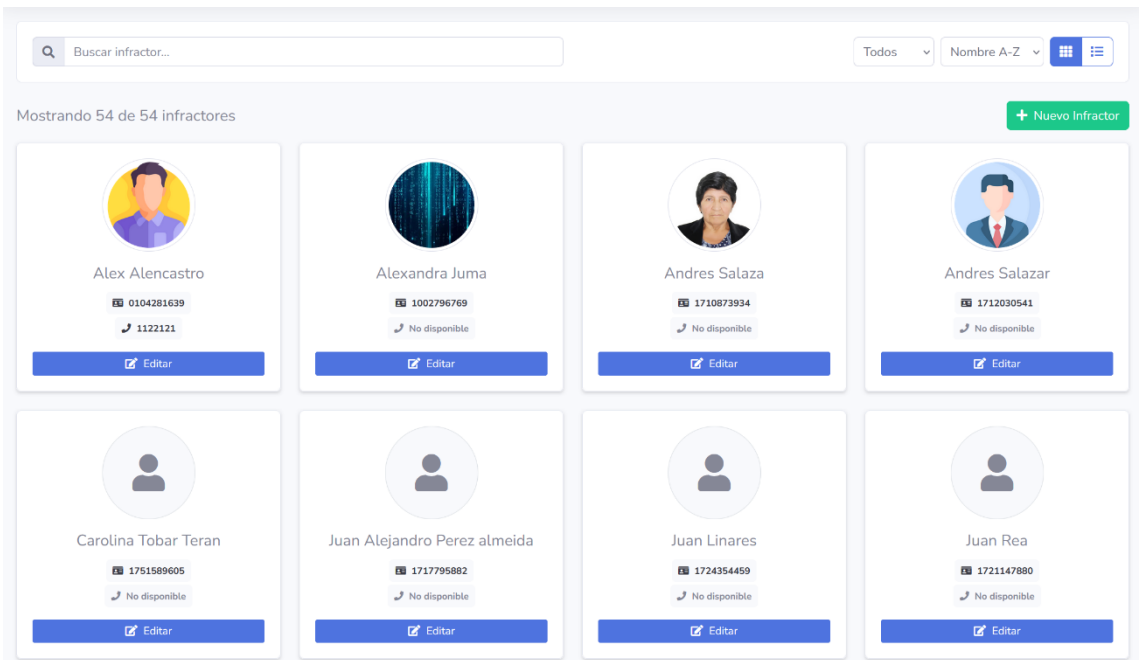 Buscar infractor...
Todos
Nombre A-Z
Mostrando 54 de 54 infractores
+ Nuevo Infractor
Alex Alencastro
0104281639
1122121
Editar
Alexandra Juma
1002796769
No disponible
Editar
Andres Salaza
1710873934
No disponible
Editar
Andres Salazar
1712030541
No disponible
Editar
Carolina Tobar Teran
1751589605
No disponible
Editar
Juan Alejandro Perez almeida
1717795882
No disponible
Editar
Juan Linares
1724354459
No disponible
Editar
Juan Rea
1721147880
No disponible
Editar